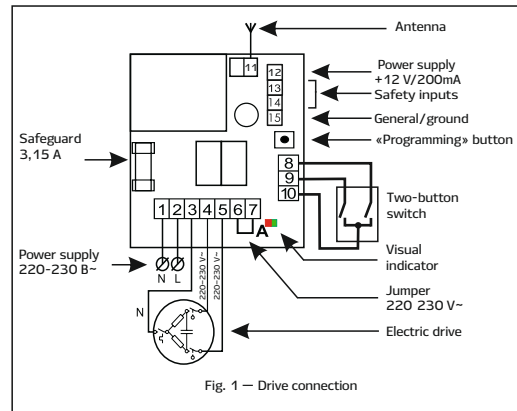 Antenna
11
Power supply
+12 V/200mA
12
13
14
15
Safety inputs
General/ground
«Programming» button
Safeguard
3,15 A
8
9
10
Two-button
switch
1 2 3 4 5 6 7
A
Visual
indicator
Power supply
220-230 В~
N L
220-230 V~
220-230 V~
Jumper
220 230 V~
N
Electric drive
Fig. 1 — Drive connection